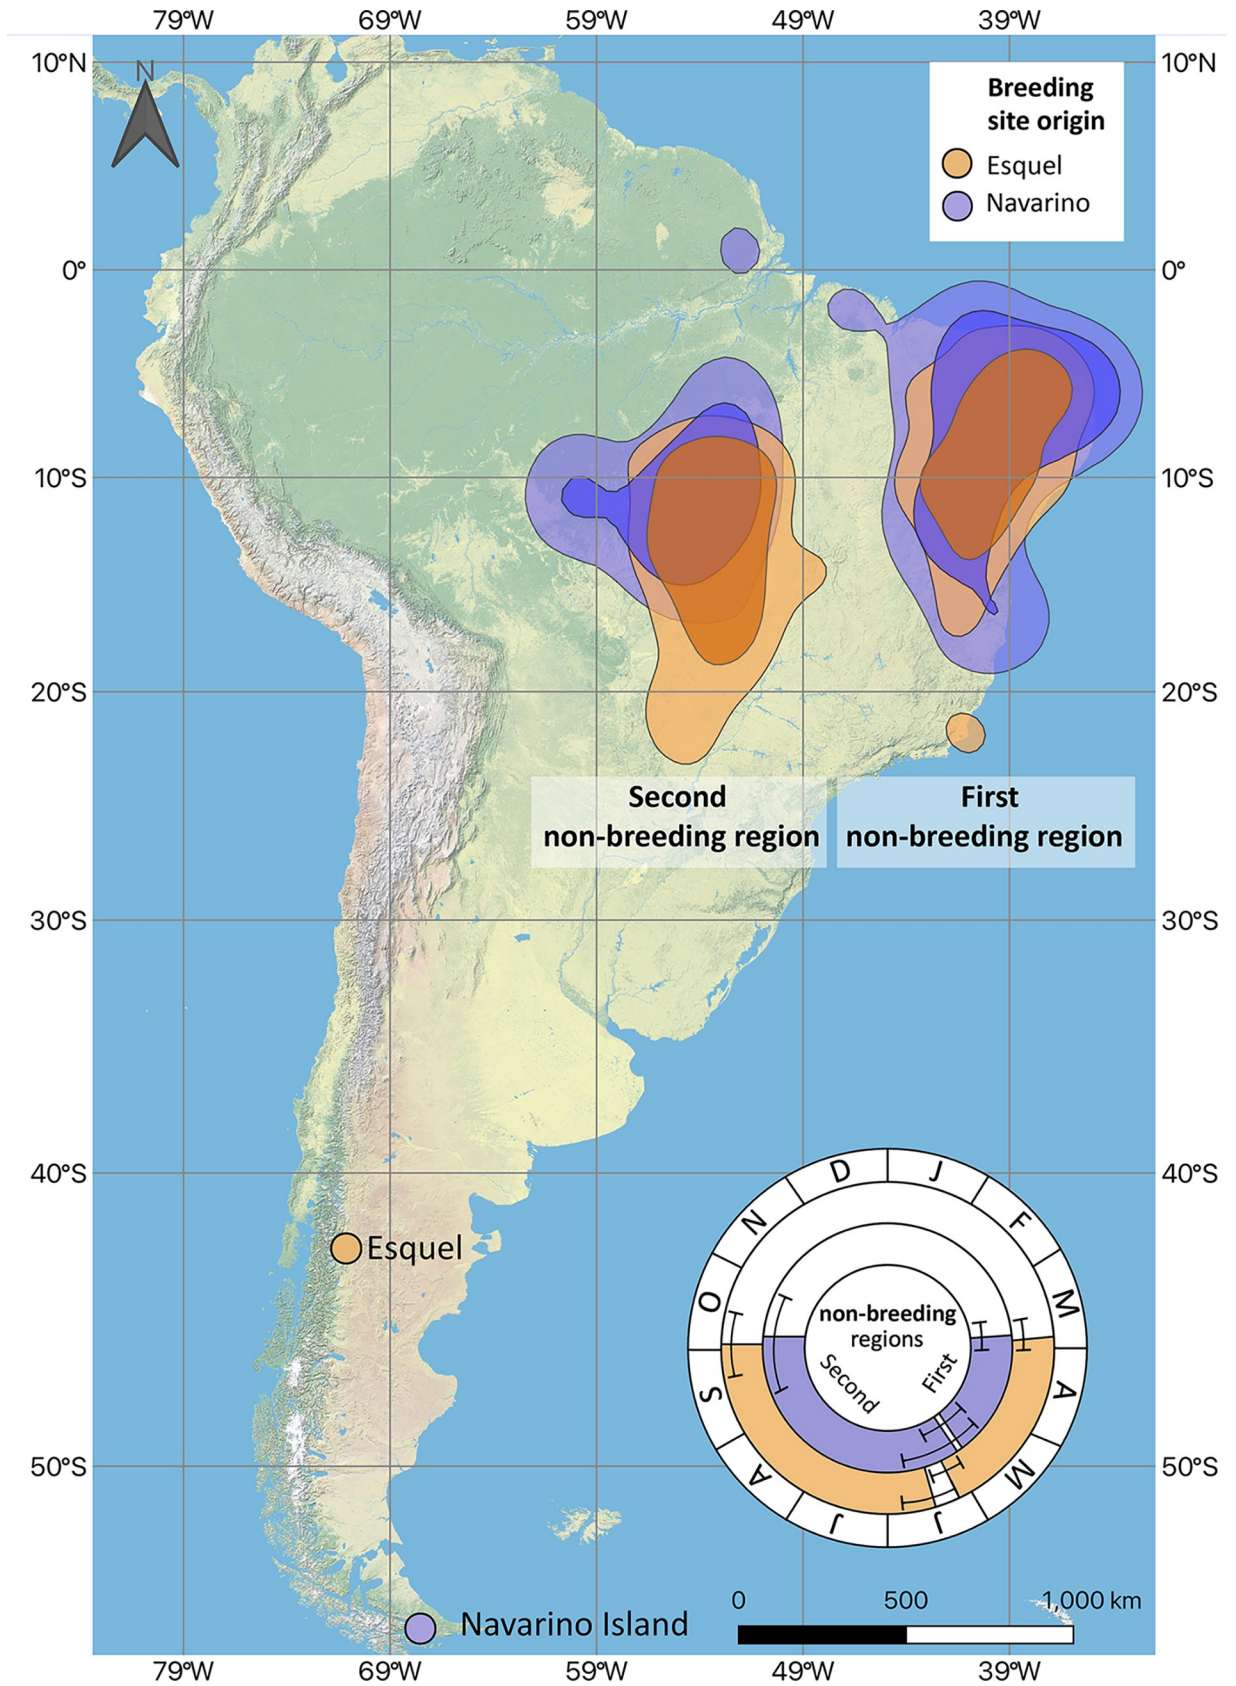 79°W 69°W 59°W 49°W 39°W
10°N 10°N
N
Breeding
site origin
Esquel
Navarino
0° 0°
10°S 10°S
20°S 20°S
Second
non-breeding region
First
non-breeding region
30°S 30°S
40°S 40°S
Esquel
J
F
M
A
M
J
J
A
S
O
N
D
non-breeding
regions
Second
First
50°S 50°S
0 500 1,000 km
Navarino Island
79°W 69°W 59°W 49°W 39°W